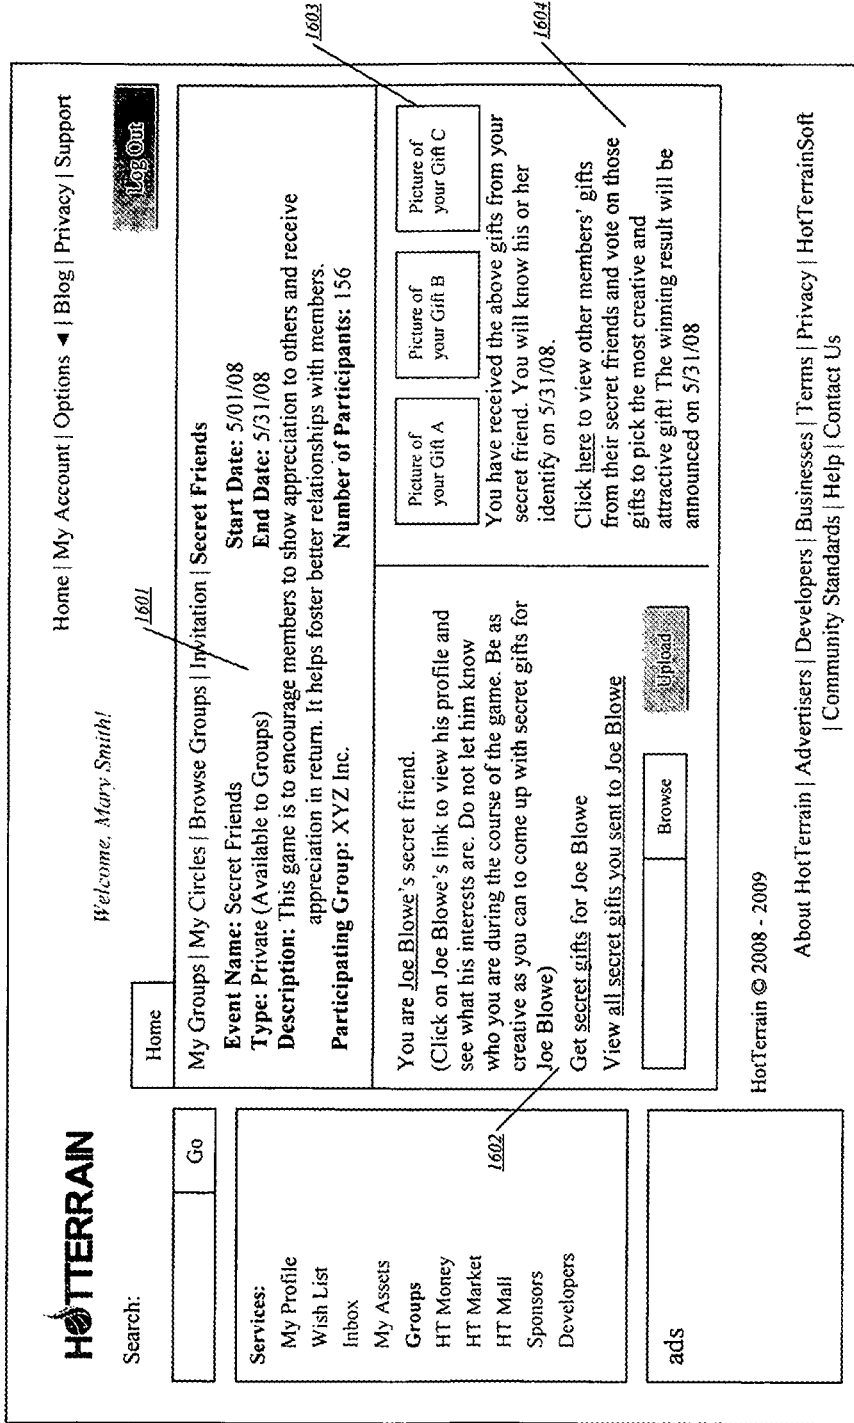 HOTTERRAIN
Home | My Account | Options ◄ | Blog | Privacy | Support
Welcome, Mary Smith!
Log Out
Search:
Go
Home
1601
My Groups | My Circles | Browse Groups | Invitation | Secret Friends
Event Name: Secret Friends
Start Date: 5/01/08
Type: Private (Available to Groups)
End Date: 5/31/08
Description: This game is to encourage members to show appreciation to others and receive
appreciation in return. It helps foster better relationships with members.
Participating Group: XYZ Inc.
Number of Participants: 156
Services:
My Profile
Wish List
Inbox
My Assets
Groups
HT Money
HT Market
HT Mall
Sponsors
Developers
1602
You are Joe Blowe's secret friend.
(Click on Joe Blowe's link to view his profile and
see what his interests are. Do not let him know
who you are during the course of the game. Be as
creative as you can to come up with secret gifts for
Joe Blowe)
Get secret gifts for Joe Blowe
View all secret gifts you sent to Joe Blowe
Browse
Upload
1603
Picture of
your Gift A
Picture of
your Gift B
Picture of
your Gift C
You have received the above gifts from your
secret friend. You will know his or her
identify on 5/31/08.
1604
Click here to view other members' gifts
from their secret friends and vote on those
gifts to pick the most creative and
attractive gift! The winning result will be
announced on 5/31/08
ads
HotTerrain © 2008 - 2009
About HotTerrain | Advertisers | Developers | Businesses | Terms | Privacy | HotTerrainSoft
| Community Standards | Help | Contact Us